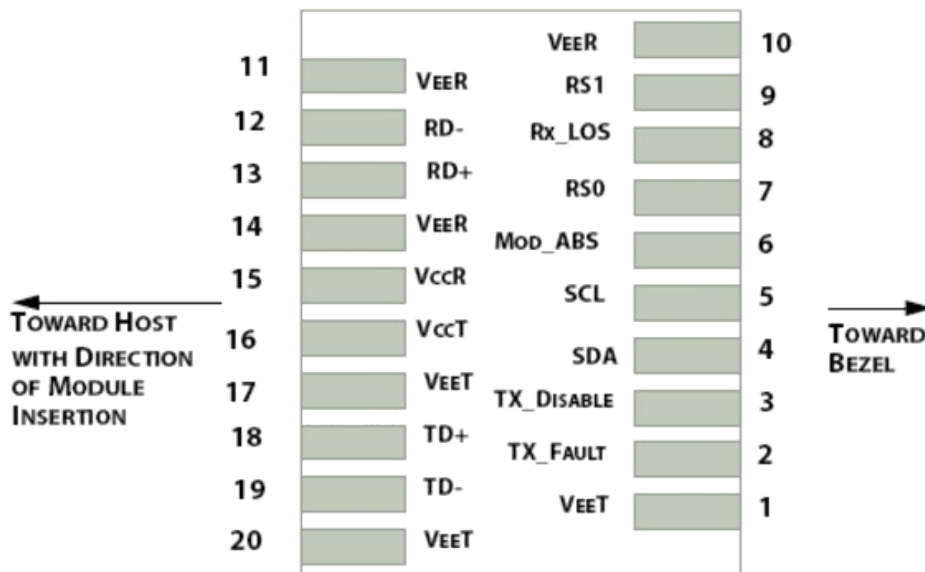 VEER 10
11 VEER
RS1 9
12 RD-
Rx_LOS 8
13 RD+
RS0 7
14 VEER
MOD_ABS 6
15 VCCR
SCL 5
TOWARD HOST
WITH DIRECTION
OF MODULE
INSERTION
TOWARD
BEZEL
16 VCCT
SDA 4
17 VEET
TX_DISABLE 3
18 TD+
TX_FAULT 2
19 TD-
VEET 1
20 VEET